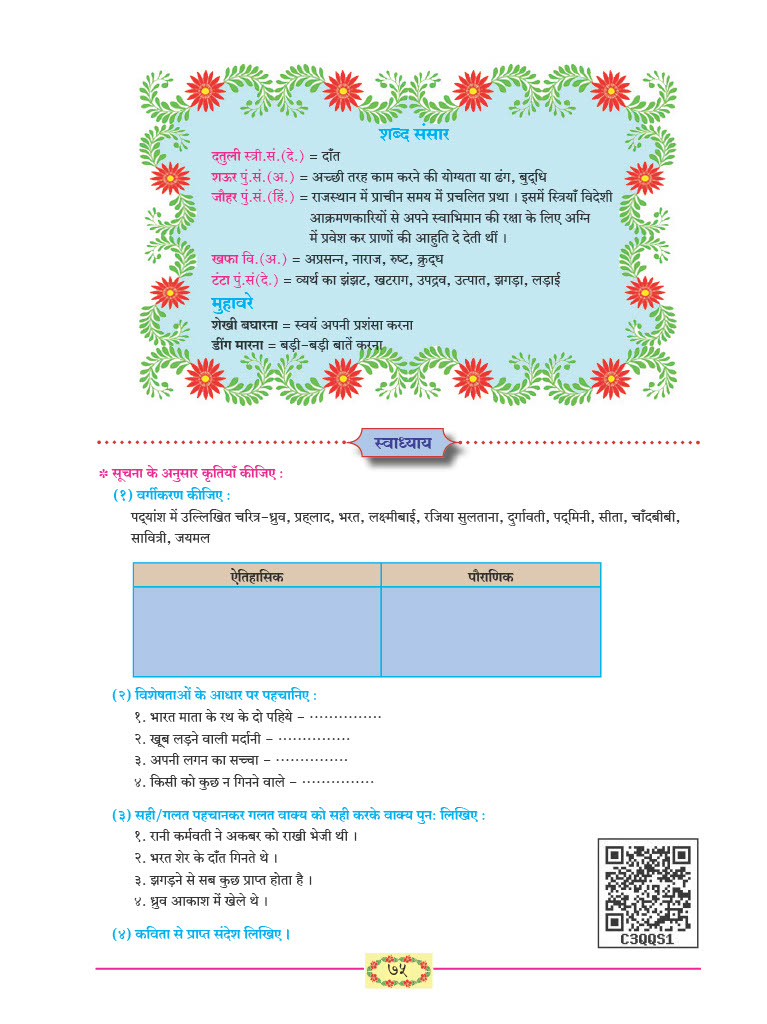 शब्द संसार
दतुली स्त्री.सं.(दे.) = दाँत
शऊर पुं.सं.(अ.) = अच्छी तरह काम करने की योग्यता या ढंग, बुद्‌धि
जौहर पुं.सं.(हिं.) = राजस्थान में प्राचीन समय में प्रचलित प्रथा । इसमें स्त्रियाँ विदेशी
आक्रमणकारियों से अपने स्वाभिमान की रक्षा के लिए अग्नि
में प्रवेश कर प्राणों की आहुति दे देती थीं ।
खफा वि.(अ.) = अप्रसन्न, नाराज, रुष्ट, क्रुद्‌ध
टंटा पुं.सं(दे.) = व्यर्थ का झंझट, खटराग, उपद्रव, उत्पात, झगड़ा, लड़ाई
मुहावरे
शेखी बघारना = स्वयं अपनी प्रशंसा करना
डींग मारना = बड़ी-बड़ी बातें करना
स्वाध्याय
* सूचना के अनुसार कृतियाँ कीजिए :
(१) वर्गीकरण कीजिए :
पद्‌यांश में उल्लिखित चरित्र-ध्रुव, प्रह्‌लाद, भरत, लक्ष्मीबाई, रजिया सुलताना, दुर्गावती, पद्‌मिनी, सीता, चाँदबीबी,
सावित्री, जयमल
ऐतिहासिक पौराणिक
(२) विशेषताओं के आधार पर पहचानिए :
१. भारत माता के रथ के दो पहिये - ...............
२. खूब लड़ने वाली मर्दानी - ...............
३. अपनी लगन का सच्चा - ...............
४. किसी को कुछ न गिनने वाले - ...............
(३) सही/गलत पहचानकर गलत वाक्य को सही करके वाक्य पुन: लिखिए :
१. रानी कर्मवती ने अकबर को राखी भेजी थी ।
२. भरत शेर के दाँत गिनते थे ।
३. झगड़ने से सब कुछ प्राप्त होता है ।
४. ध्रुव आकाश में खेले थे ।
(४) कविता से प्राप्त संदेश लिखिए ।
C3QQS1
७५